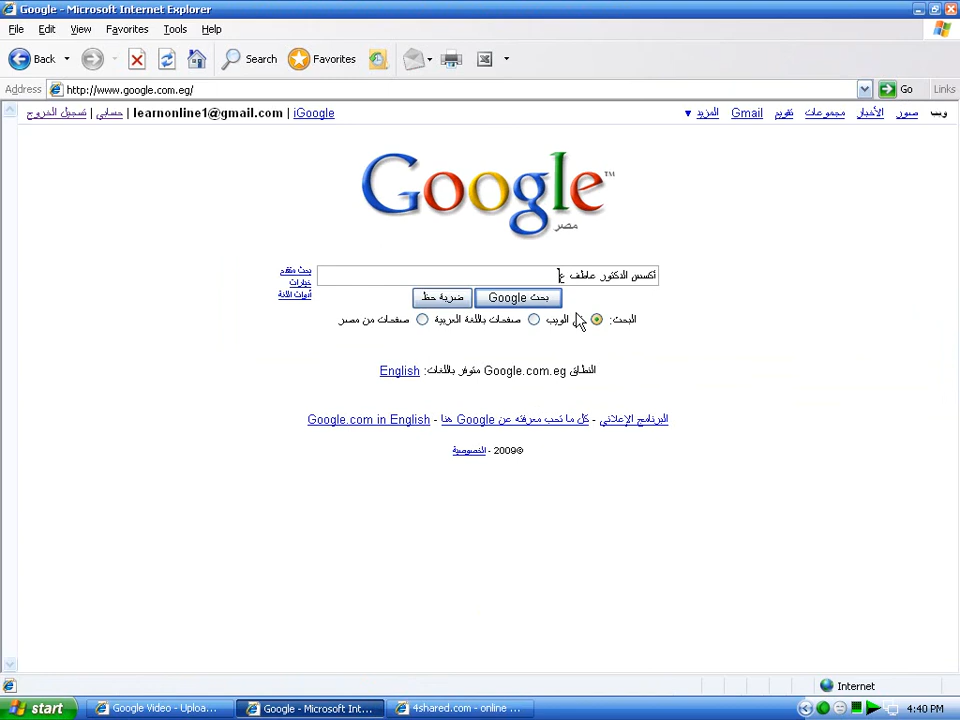 Google - Microsoft Internet Explorer
File Edit View Favorites Tools Help
Back Search Favorites
Address http://www.google.com.eg/ Go Links
تسجيل الخروج | حسابي | learnonline1@gmail.com | iGoogle
ويب صور الأخبار مجموعات تقويم Gmail المزيد ▼
Google™
مصر
أكسس الدكتور عاطف ع
بحث متقدم
خيارات
أدوات اللغة
بحث Google ضربة حظ
البحث: الويب صفحات باللغة العربية صفحات من مصر
النطاق Google.com.eg متوفر باللغات: English
البرنامج الإعلاني - كل ما تحب معرفته عن Google هنا - Google.com in English
©2009 - الخصوصية
Internet
start Google Video - Uploa... Google - Microsoft Int... 4shared.com - online ... 4:40 PM